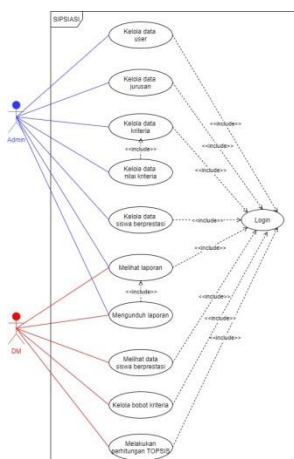 SIPSIASI
Kelola data
user
Kelola data
jurusan
Kelola data
kriteria
<<include>>
Kelola data
nilai kriteria
Kelola data
siswa berprestasi
Melihat laporan
<<include>>
Mengunduh laporan
Melihat data
siswa berprestasi
Kelola bobot kriteria
Melakukan
perhitungan TOPSIS
Admin
DM
<<include>>
<<include>>
<<include>>
<<include>>
<<include>>
<<include>>
<<include>>
<<include>>
Login